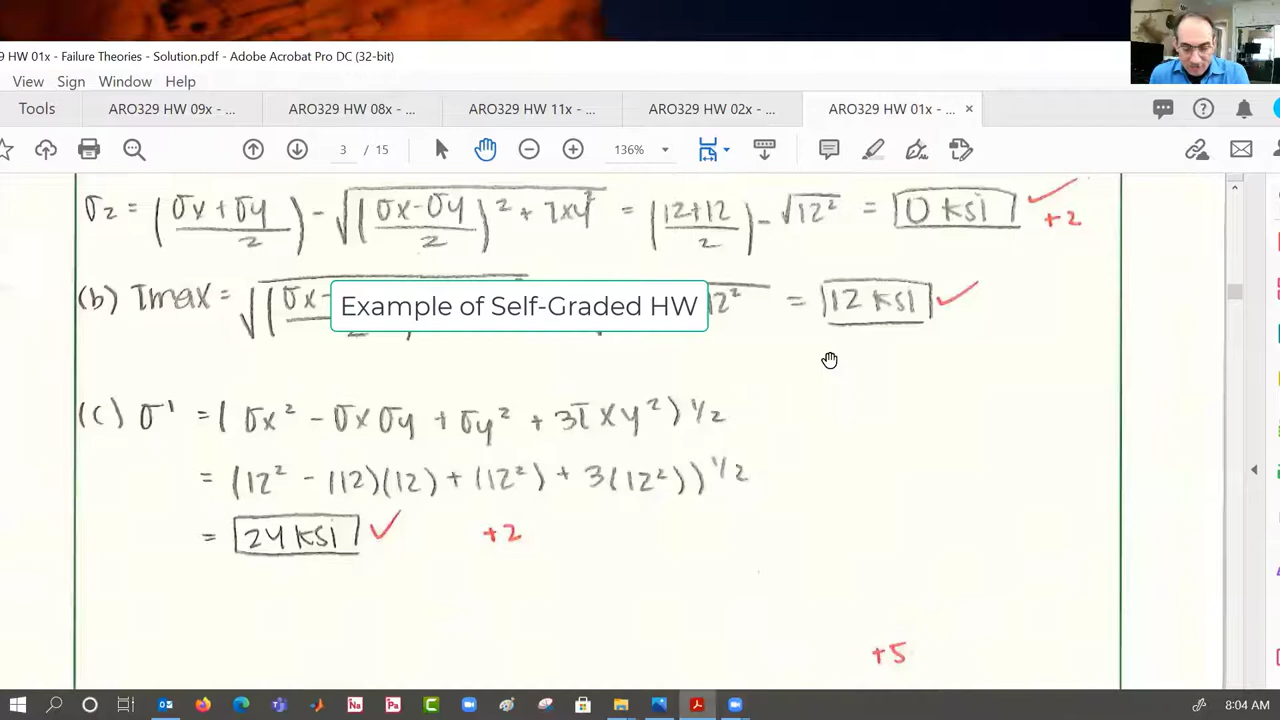 9 HW 01x - Failure Theories - Solution.pdf - Adobe Acrobat Pro DC (32-bit)
View Sign Window Help
Tools ARO329 HW 09x - ... ARO329 HW 08x - ... ARO329 HW 11x - ... ARO329 HW 02x - ... ARO329 HW 01x - ... ×
3 / 15 136%
σ2 = (σx + σy / 2) - √(σx - σy / 2)² + τxy² = (12+12 / 2) - √12² = 0 ksi ✓ +2
(b) τmax = √(σx- 12² = 12 ksi ✓
Example of Self-Graded HW
(c) σ' = (σx² - σxσy + σy² + 3τxy²)½
= (12² - (12)(12) + (12²) + 3(12²))½
= 24 ksi ✓ +2
+5
8:04 AM